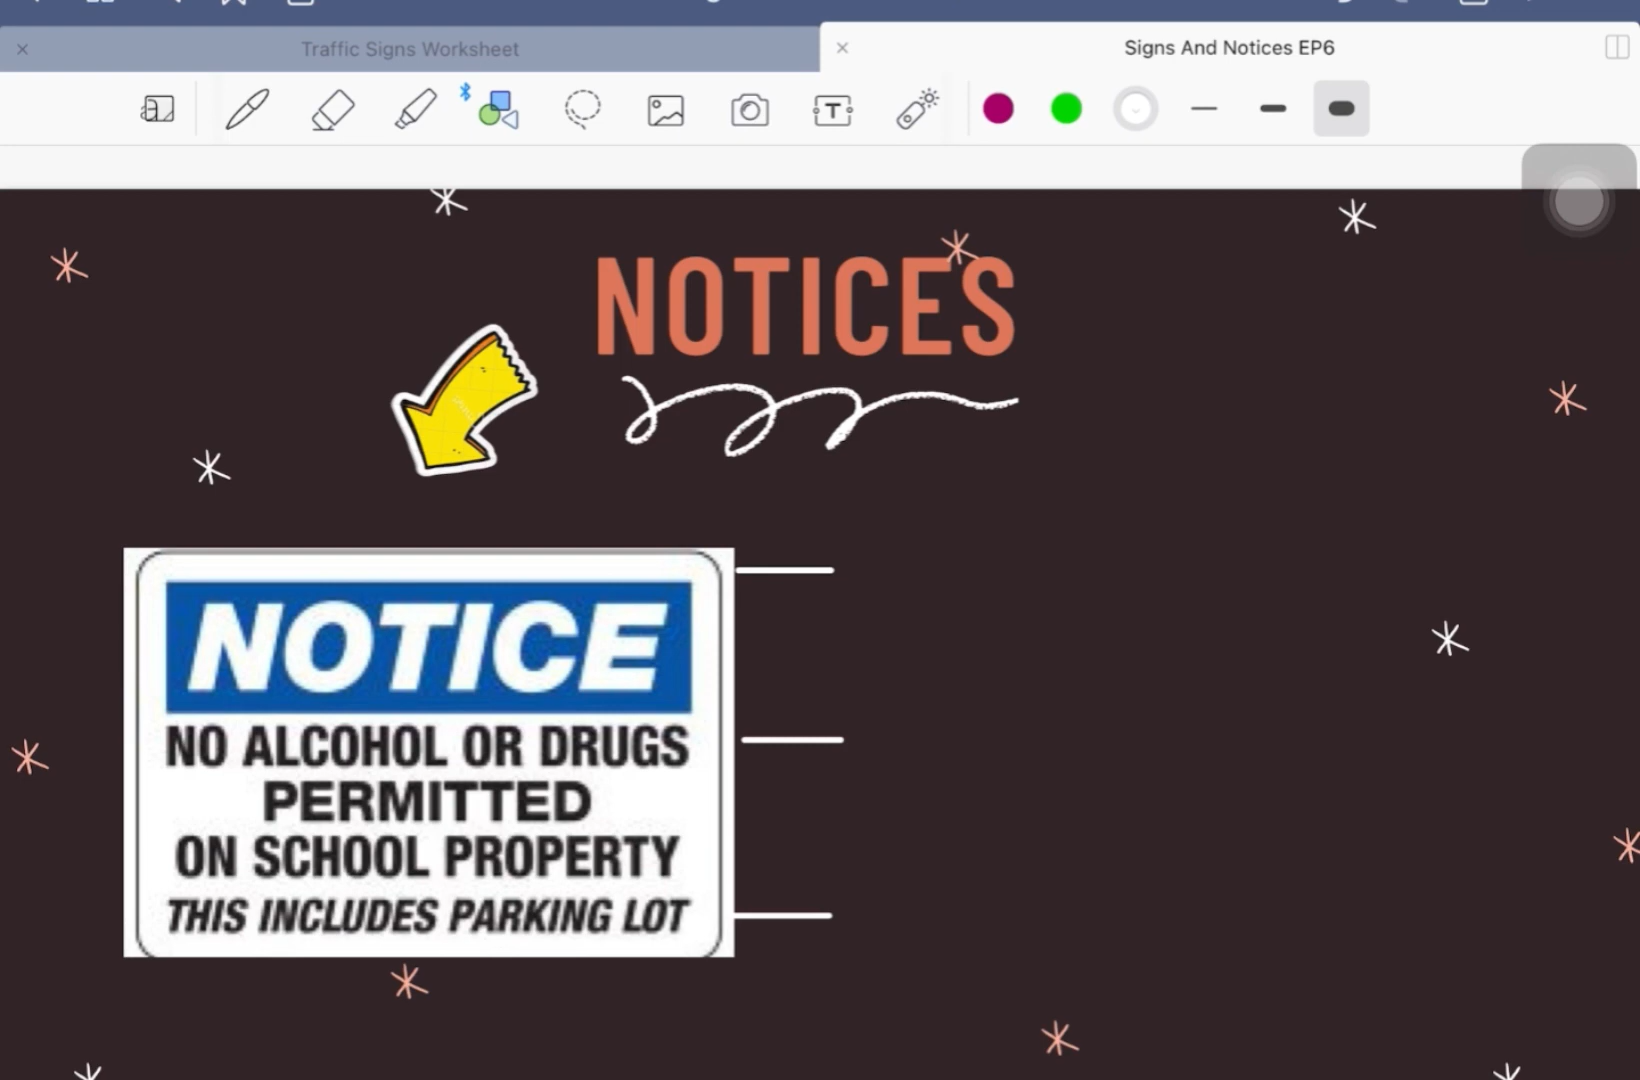 Traffic Signs Worksheet
Signs And Notices EP6
NOTICES
NOTICE
NO ALCOHOL OR DRUGS
PERMITTED
ON SCHOOL PROPERTY
THIS INCLUDES PARKING LOT